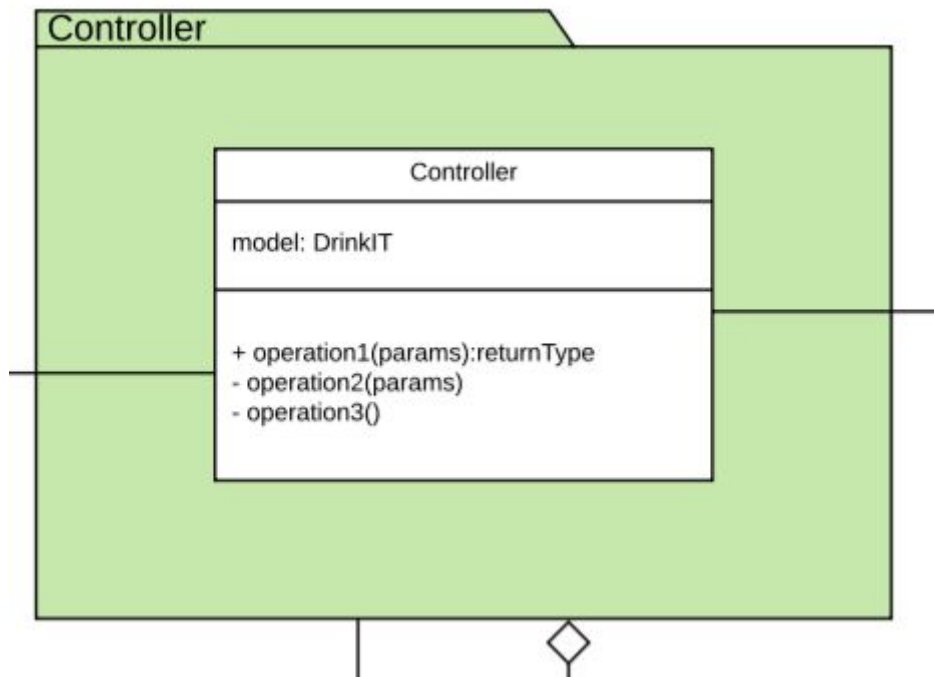 Controller
Controller
model: DrinkIT
+ operation1(params):returnType
- operation2(params)
- operation3()